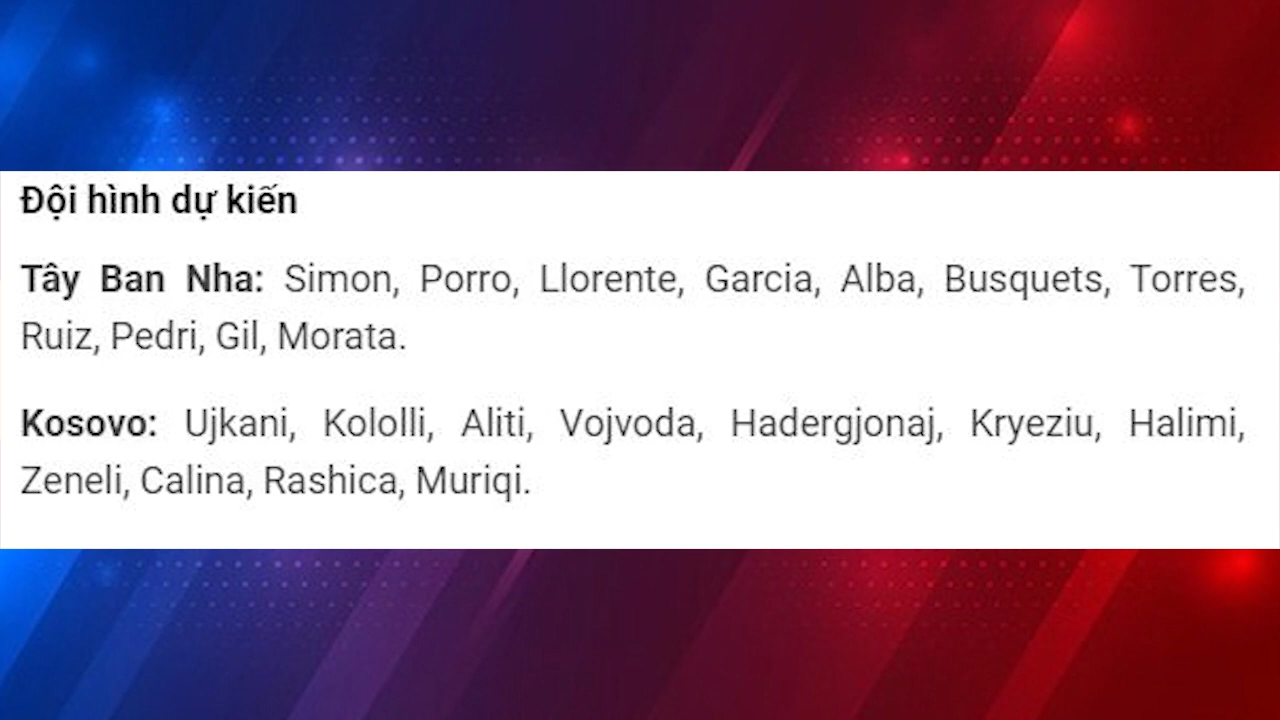 Đội hình dự kiến
Tây Ban Nha: Simon, Porro, Llorente, Garcia, Alba, Busquets, Torres,
Ruiz, Pedri, Gil, Morata.
Kosovo: Ujkani, Kololli, Aliti, Vojvoda, Hadergjonaj, Kryeziu, Halimi,
Zeneli, Calina, Rashica, Muriqi.